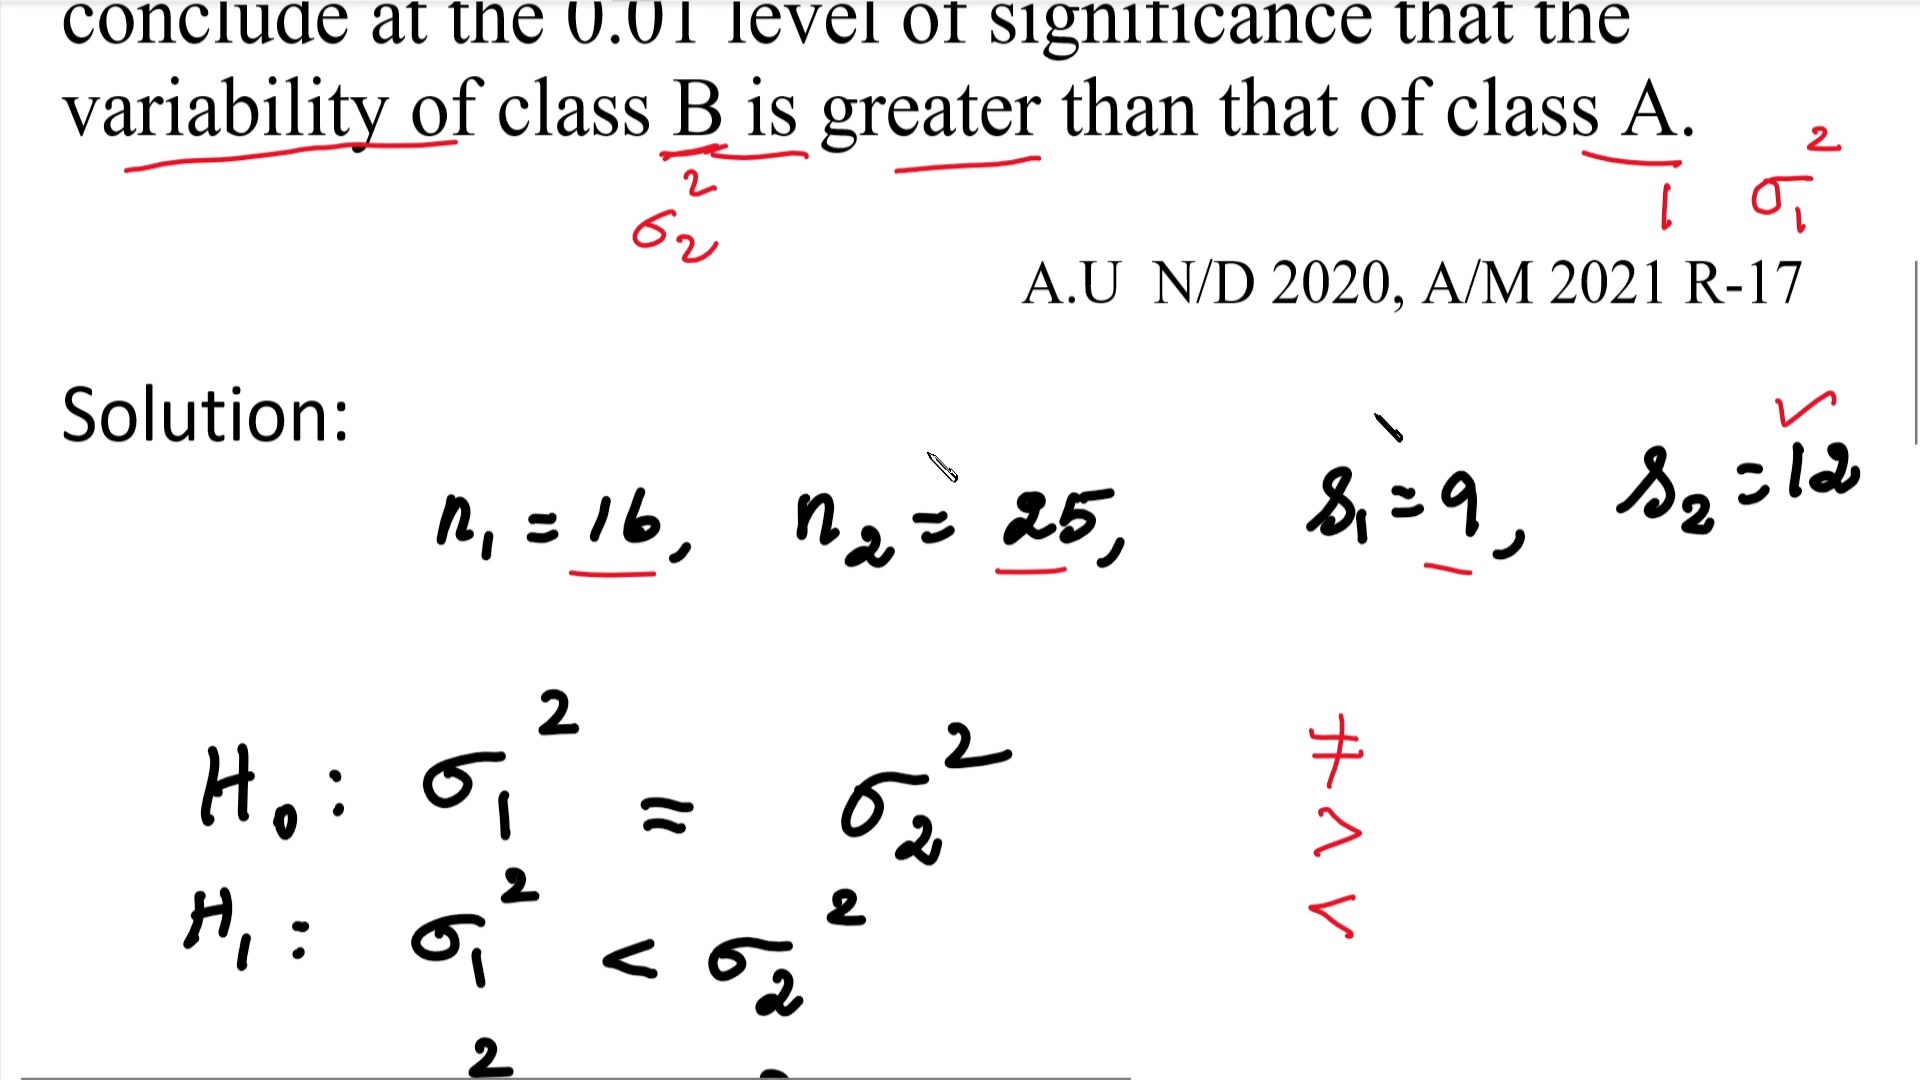 conclude at the 0.01 level of significance that the
variability of class B is greater than that of class A.
σ₂² 1 σ₁²
A.U N/D 2020, A/M 2021 R-17
Solution:
n₁ = 16, n₂ = 25, s₁ = 9, s₂ = 12
H₀ : σ₁² = σ₂² ≠
>
H₁ : σ₁² < σ₂² <
2